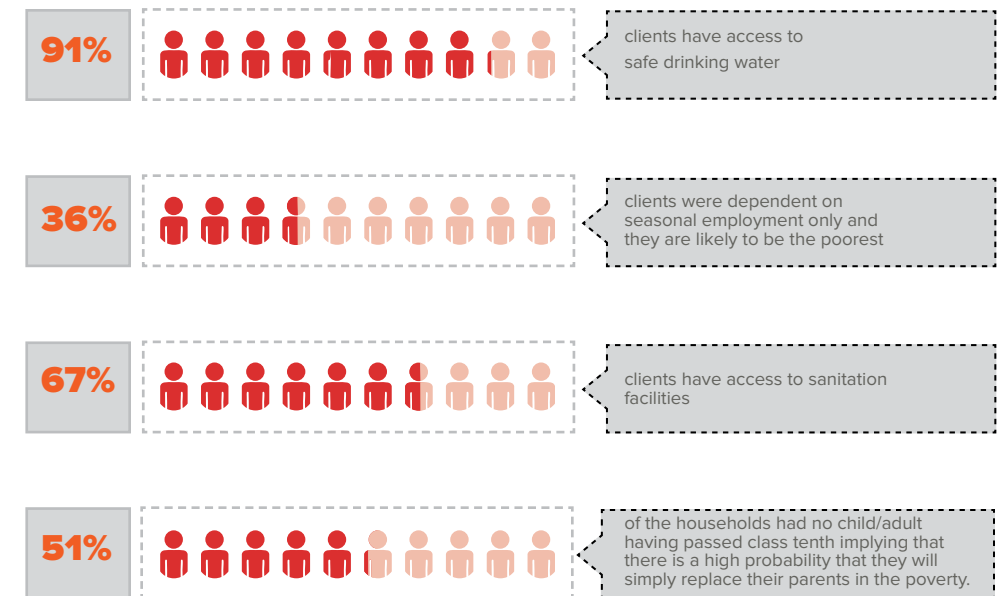 91%
clients have access to
safe drinking water
36%
clients were dependent on
seasonal employment only and
they are likely to be the poorest
67%
clients have access to sanitation
facilities
51%
of the households had no child/adult
having passed class tenth implying that
there is a high probability that they will
simply replace their parents in the poverty.